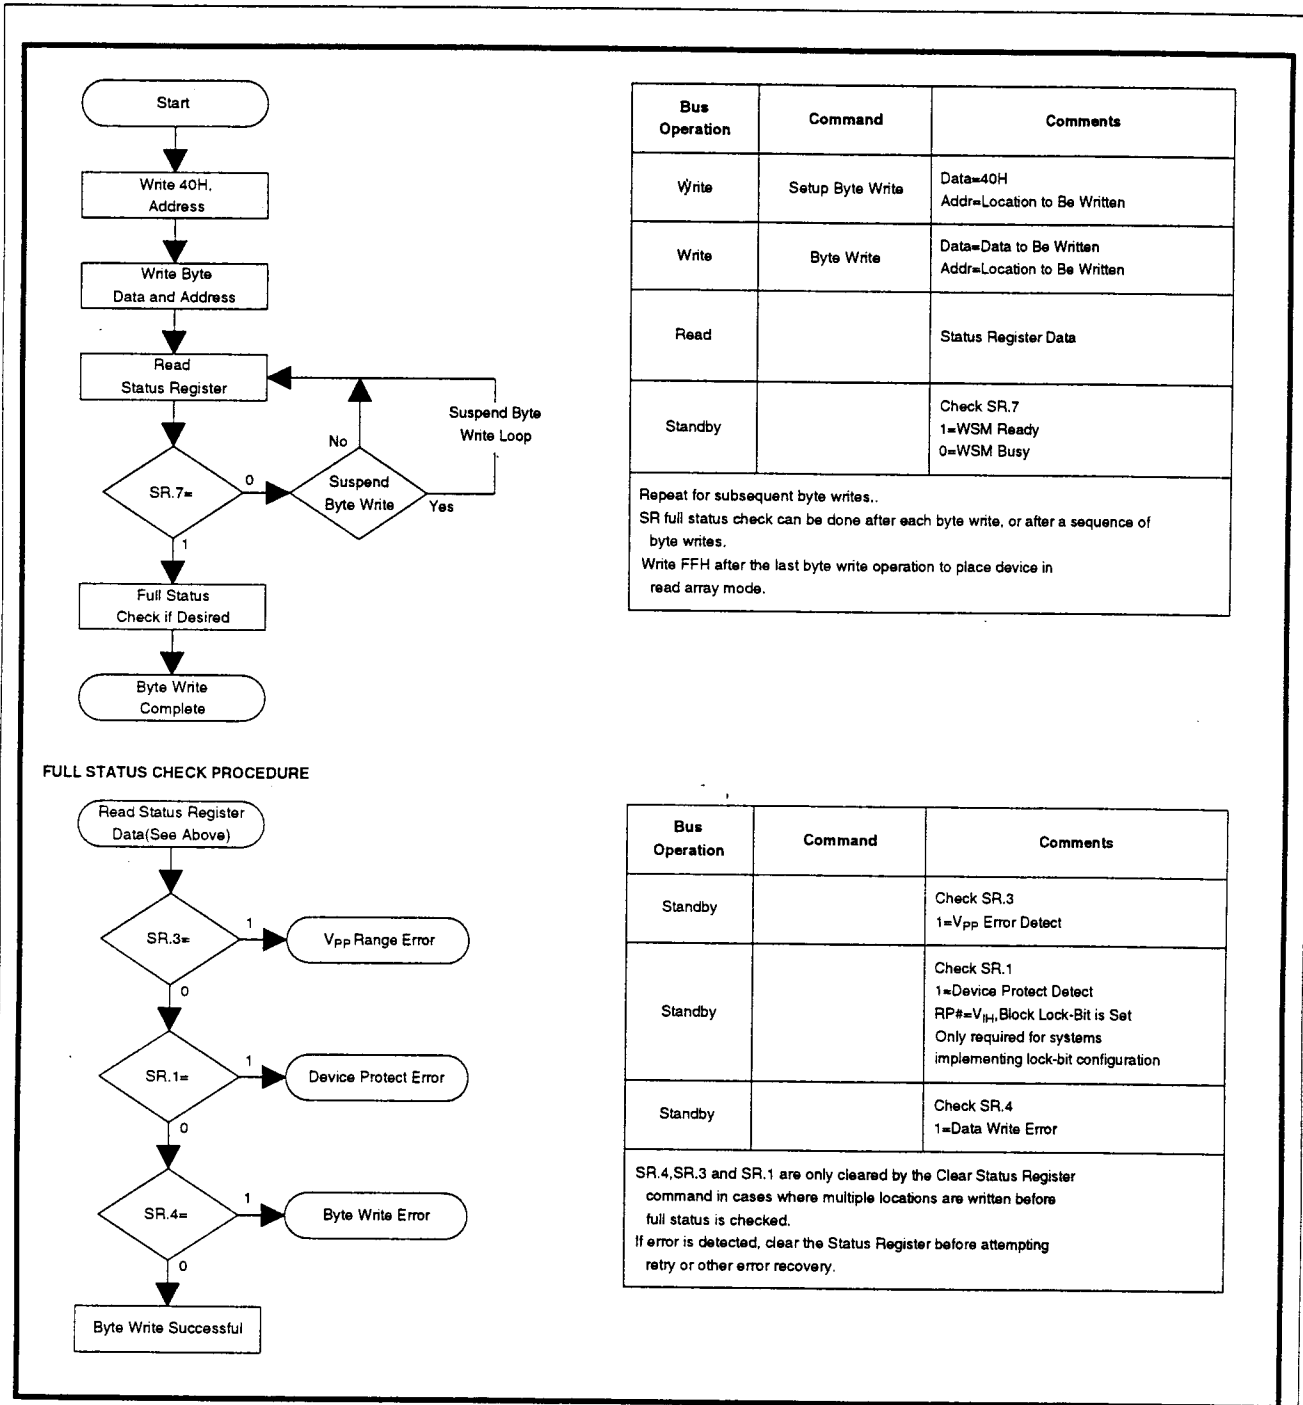 Start
Write 40H,
Address
Write Byte
Data and Address
Read
Status Register
Suspend Byte
Write Loop
No
SR.7=
0
Suspend
Byte Write
Yes
1
Full Status
Check if Desired
Byte Write
Complete
Bus
Operation
Command
Comments
Write
Setup Byte Write
Data=40H
Addr=Location to Be Written
Write
Byte Write
Data=Data to Be Written
Addr=Location to Be Written
Read
Status Register Data
Standby
Check SR.7
1=WSM Ready
0=WSM Busy
Repeat for subsequent byte writes..
SR full status check can be done after each byte write, or after a sequence of
byte writes.
Write FFH after the last byte write operation to place device in
read array mode.
FULL STATUS CHECK PROCEDURE
Read Status Register
Data(See Above)
SR.3=
1
VPP Range Error
0
SR.1=
1
Device Protect Error
0
SR.4=
1
Byte Write Error
0
Byte Write Successful
Bus
Operation
Command
Comments
Standby
Check SR.3
1=VPP Error Detect
Standby
Check SR.1
1=Device Protect Detect
RP#=VIH,Block Lock-Bit is Set
Only required for systems
implementing lock-bit configuration
Standby
Check SR.4
1=Data Write Error
SR.4,SR.3 and SR.1 are only cleared by the Clear Status Register
command in cases where multiple locations are written before
full status is checked.
If error is detected, clear the Status Register before attempting
retry or other error recovery.